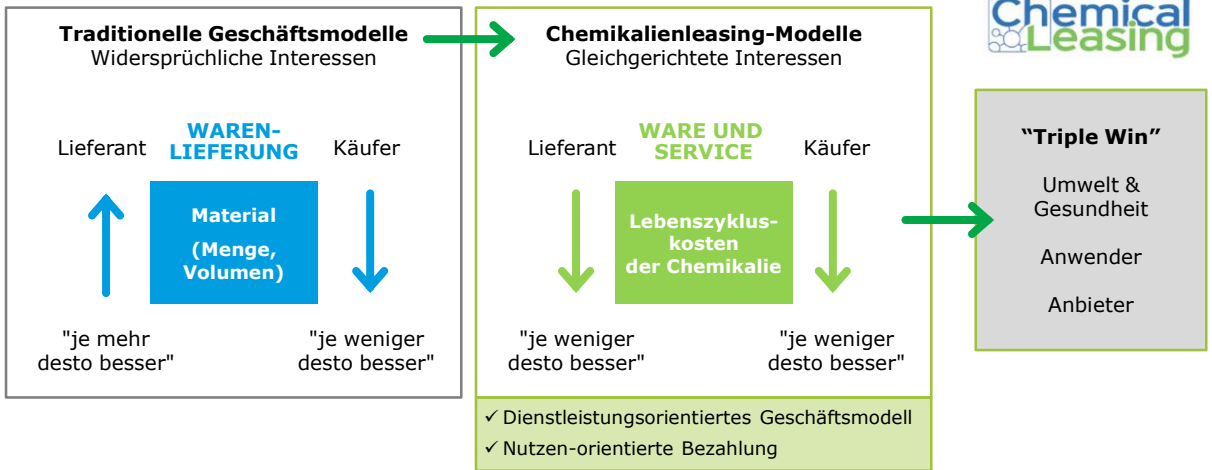 Traditionelle Geschäftsmodelle
Widersprüchliche Interessen
Lieferant
WAREN-
LIEFERUNG
Käufer
Material
(Menge,
Volumen)
"je mehr
desto besser"
"je weniger
desto besser"
Chemikalienleasing-Modelle
Gleichgerichtete Interessen
Lieferant
WARE UND
SERVICE
Käufer
Lebenszyklus-
kosten
der Chemikalie
"je weniger
desto besser"
"je weniger
desto besser"
✓ Dienstleistungsorientiertes Geschäftsmodell
✓ Nutzen-orientierte Bezahlung
Chemical
Leasing
“Triple Win”
Umwelt &
Gesundheit
Anwender
Anbieter